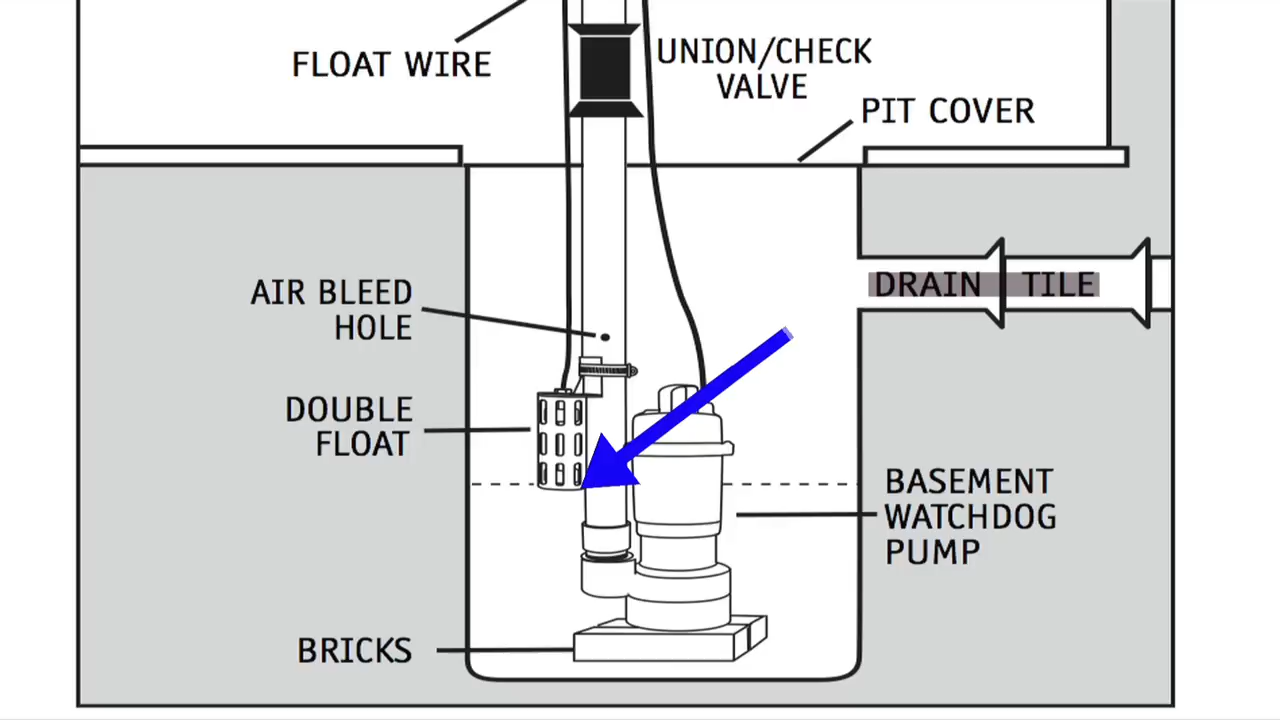 FLOAT WIRE
UNION/CHECK
VALVE
PIT COVER
AIR BLEED
HOLE
DRAIN TILE
DOUBLE
FLOAT
BASEMENT
WATCHDOG
PUMP
BRICKS